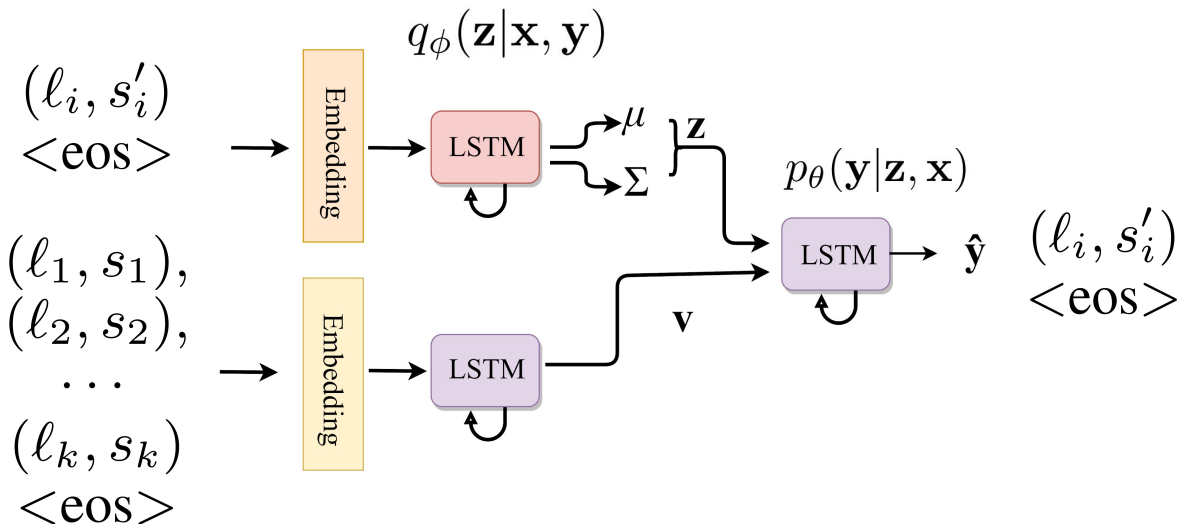 q_ϕ(z|x, y)
(ℓ_i, s′_i)
<eos>
Embedding
LSTM
μ
Σ
z
p_θ(y|z, x)
(ℓ_1, s_1),
(ℓ_2, s_2),
...
(ℓ_k, s_k)
<eos>
Embedding
LSTM
v
LSTM
ŷ
(ℓ_i, s′_i)
<eos>